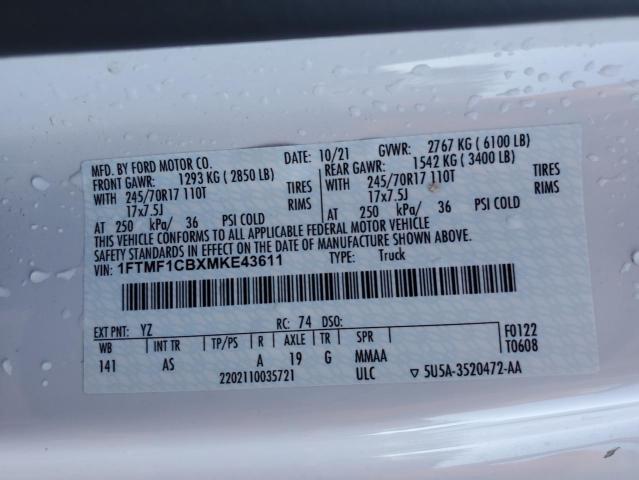 MFD. BY FORD MOTOR CO. DATE: 10/21 GVWR: 2767 KG ( 6100 LB)
FRONT GAWR: 1293 KG ( 2850 LB) REAR GAWR: 1542 KG ( 3400 LB)
WITH 245/70R17 110T TIRES WITH 245/70R17 110T TIRES
17x7.5J RIMS 17x7.5J RIMS
AT 250 kPa/ 36 PSI COLD AT 250 kPa/ 36 PSI COLD
THIS VEHICLE CONFORMS TO ALL APPLICABLE FEDERAL MOTOR VEHICLE
SAFETY STANDARDS IN EFFECT ON THE DATE OF MANUFACTURE SHOWN ABOVE.
VIN: 1FTMF1CBXMKE43611 TYPE: Truck
EXT PNT: YZ RC: 74 DSO: F0122
WB INT TR TP/PS R AXLE TR SPR T0608
141 AS A 19 G MMAA
2202110035721 ULC ▽ 5U5A-3520472-AA